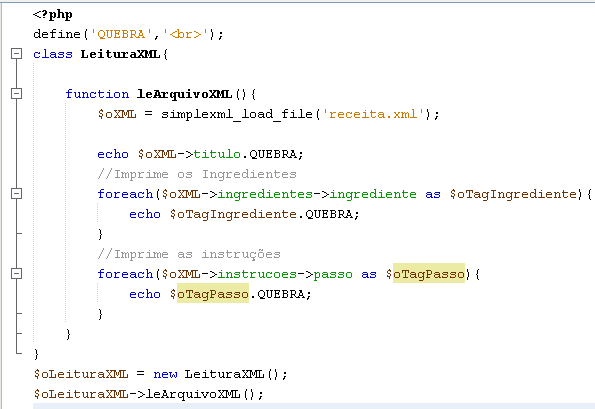 <?php
define('QUEBRA','<br>');
class LeituraXML{
function leArquivoXML(){
$oXML = simplexml_load_file('receita.xml');
echo $oXML->titulo.QUEBRA;
//Imprime os Ingredientes
foreach($oXML->ingredientes->ingrediente as $oTagIngrediente){
echo $oTagIngrediente.QUEBRA;
}
//Imprime as instruções
foreach($oXML->instrucoes->passo as $oTagPasso){
echo $oTagPasso.QUEBRA;
}
}
}
$oLeituraXML = new LeituraXML();
$oLeituraXML->leArquivoXML();